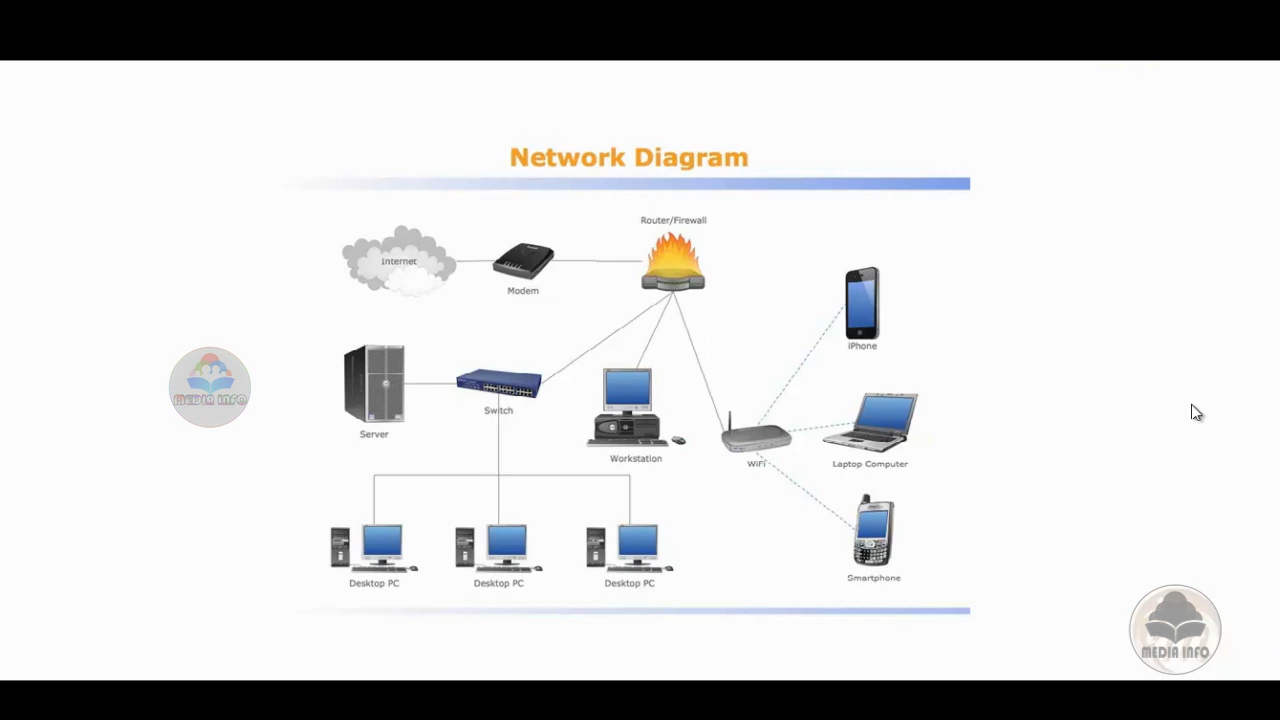 Network Diagram
Router/Firewall
Internet
Modem
iPhone
MEDIA INFO
Server
Switch
Workstation
WiFi
Laptop Computer
Desktop PC
Desktop PC
Desktop PC
Smartphone
MEDIA INFO